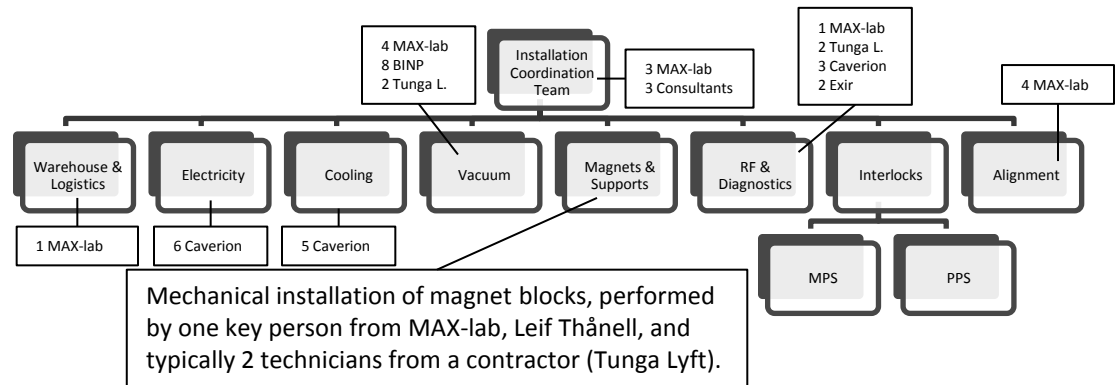 4 MAX-lab
8 BINP
2 Tunga L.
Installation
Coordination
Team
3 MAX-lab
3 Consultants
1 MAX-lab
2 Tunga L.
3 Caverion
2 Exir
4 MAX-lab
Warehouse &
Logistics
Electricity
Cooling
Vacuum
Magnets &
Supports
RF &
Diagnostics
Interlocks
Alignment
1 MAX-lab
6 Caverion
5 Caverion
MPS
PPS
Mechanical installation of magnet blocks, performed
by one key person from MAX-lab, Leif Thånell, and
typically 2 technicians from a contractor (Tunga Lyft).